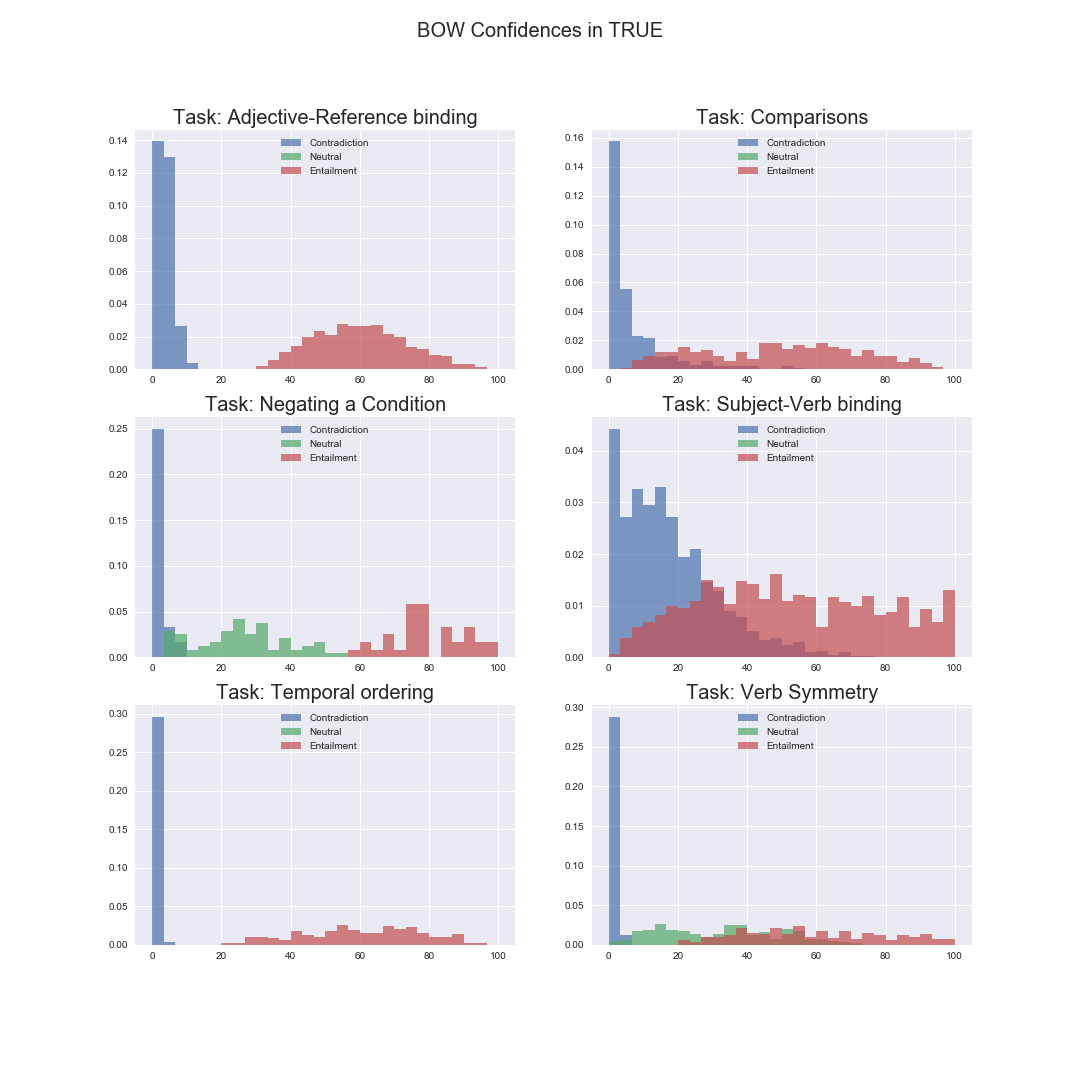 BOW Confidences in TRUE
Task: Adjective-Reference binding
0.14
0.12
0.10
0.08
0.06
0.04
0.02
0.00
Contradiction
Neutral
Entailment
0 20 40 60 80 100
Task: Comparisons
0.16
0.14
0.12
0.10
0.08
0.06
0.04
0.02
0.00
Contradiction
Neutral
Entailment
0 20 40 60 80 100
Task: Negating a Condition
0.25
0.20
0.15
0.10
0.05
0.00
Contradiction
Neutral
Entailment
0 20 40 60 80 100
Task: Subject-Verb binding
0.04
0.03
0.02
0.01
0.00
Contradiction
Neutral
Entailment
0 20 40 60 80 100
Task: Temporal ordering
0.30
0.25
0.20
0.15
0.10
0.05
0.00
Contradiction
Neutral
Entailment
0 20 40 60 80 100
Task: Verb Symmetry
0.30
0.25
0.20
0.15
0.10
0.05
0.00
Contradiction
Neutral
Entailment
0 20 40 60 80 100